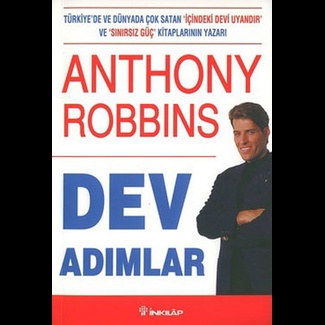 TÜRKİYE'DE VE DÜNYADA ÇOK SATAN 'İÇİNDEKİ DEVİ UYANDIR'
VE 'SINIRSIZ GÜÇ' KİTAPLARININ YAZARI
ANTHONY
ROBBINS
DEV
ADIMLAR
İNKILÂP